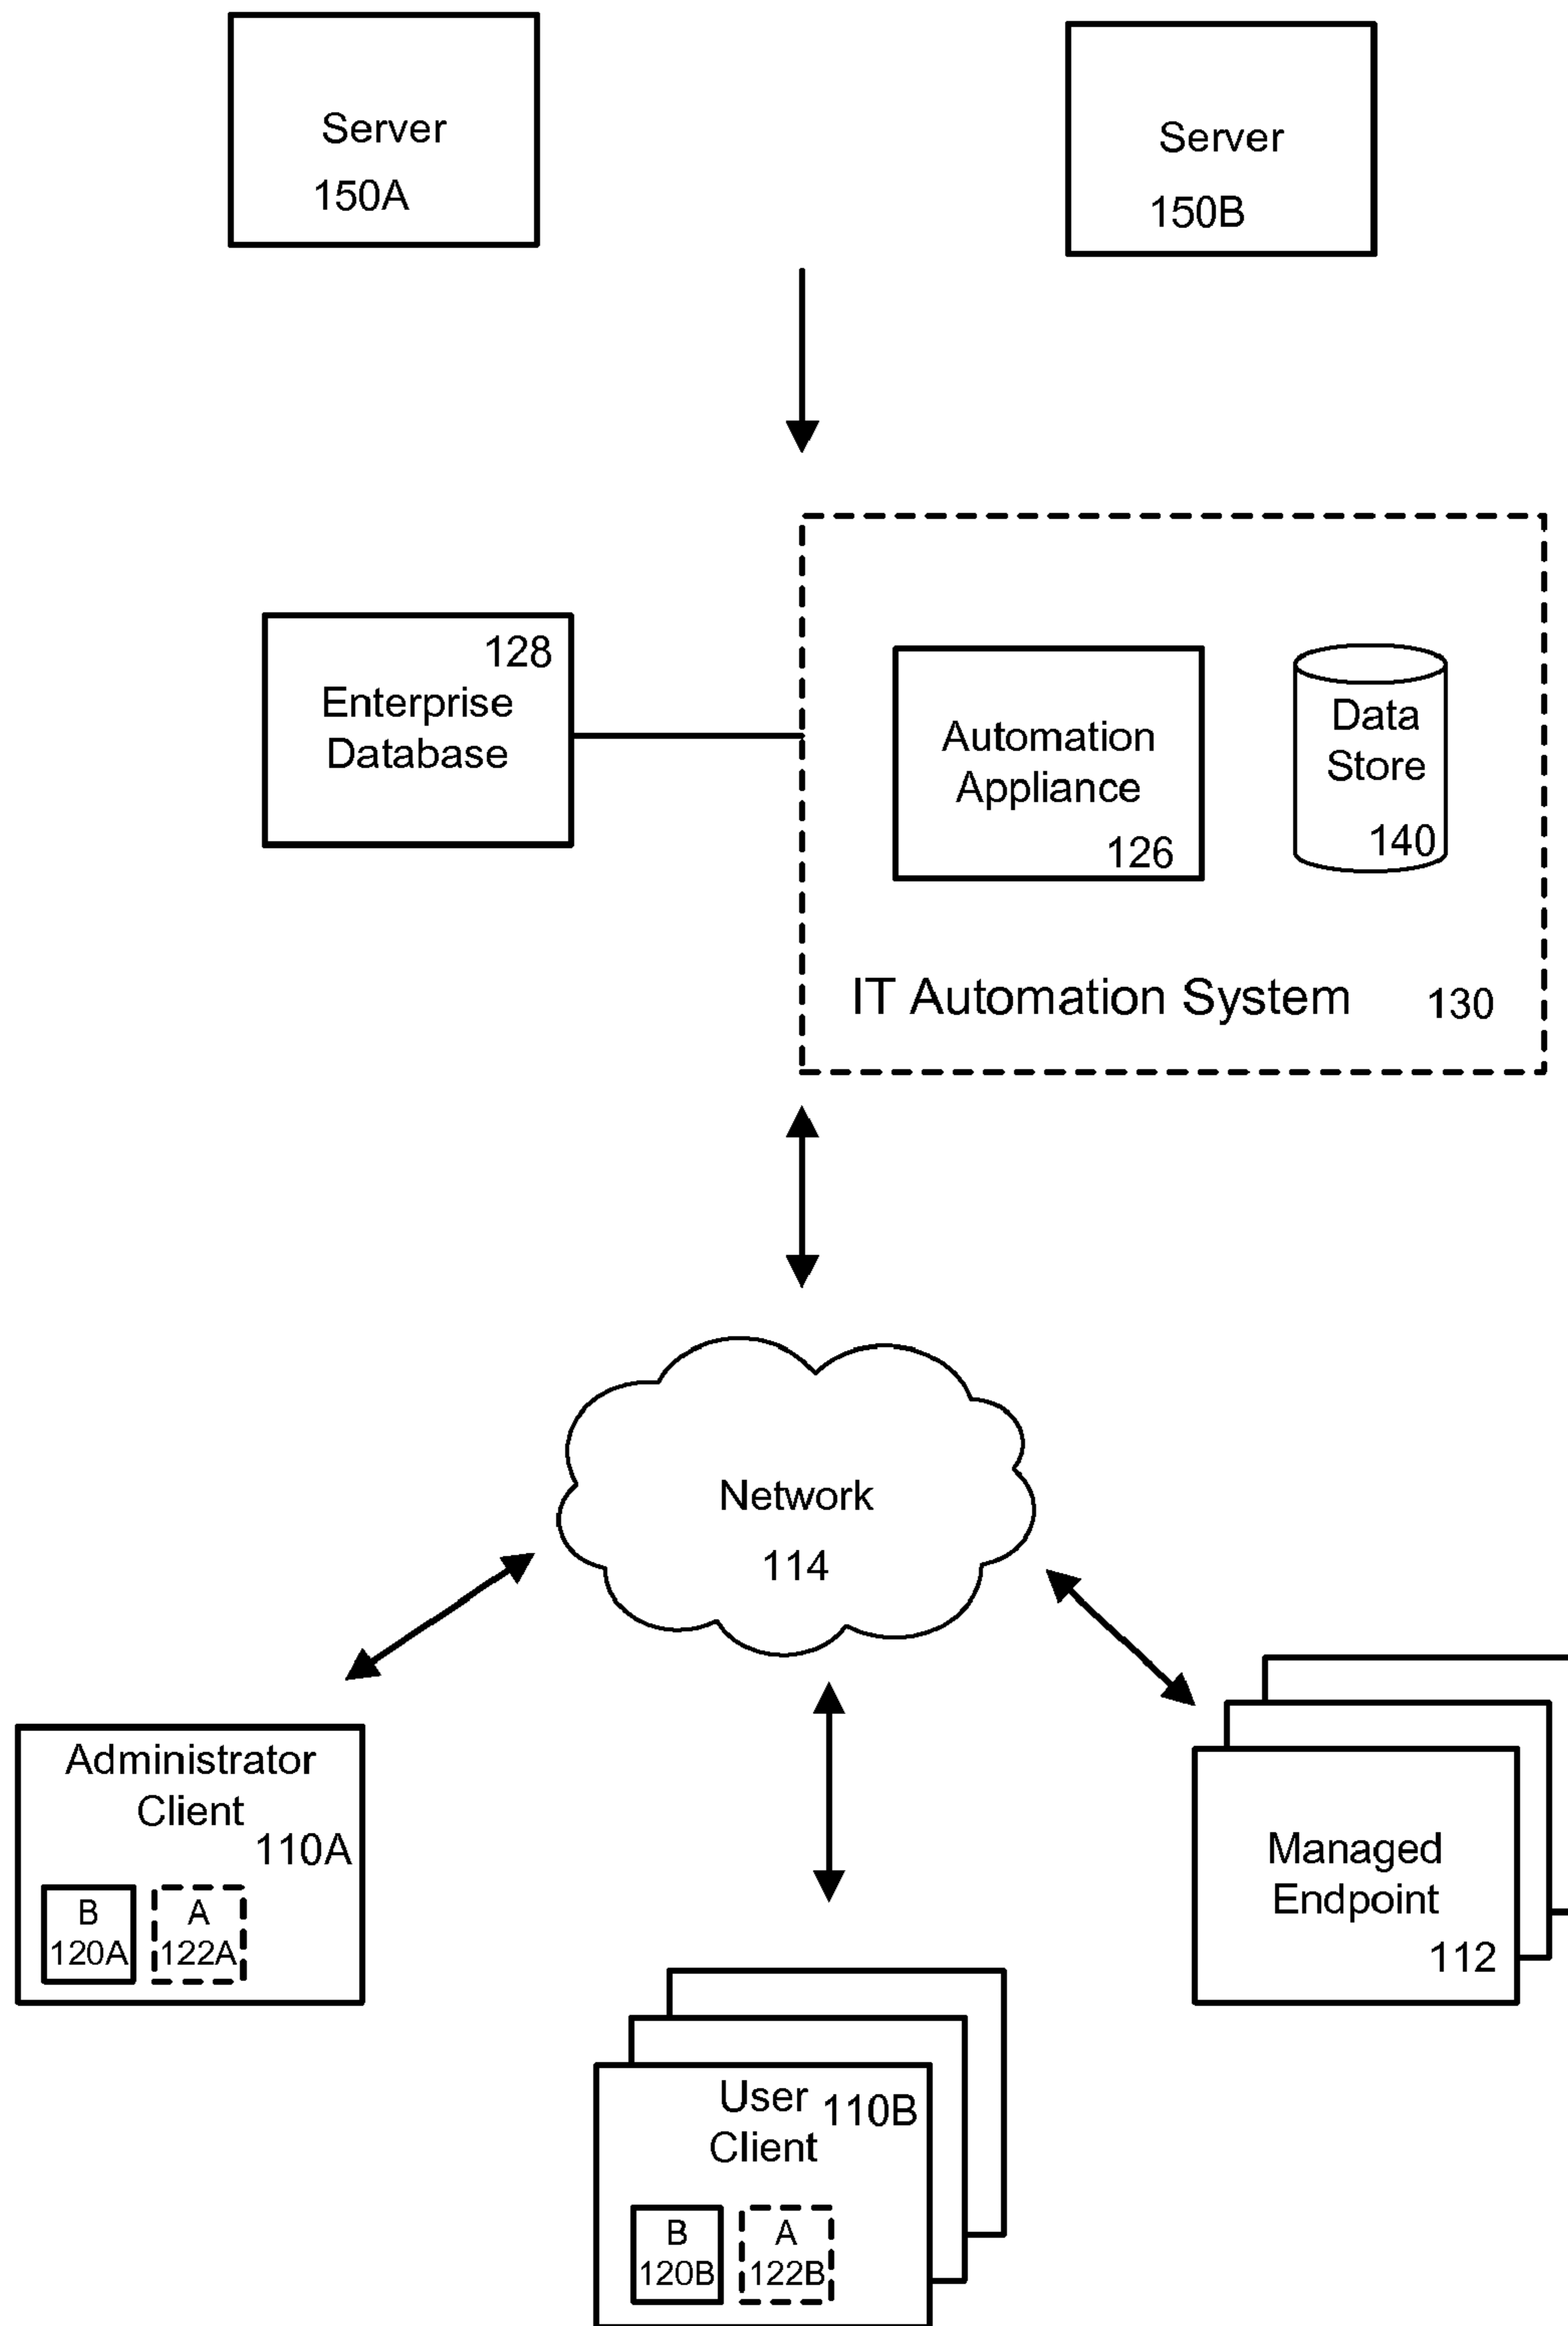 Server
150A
Server
150B
128
Enterprise
Database
Automation
Appliance
126
Data
Store
140
IT Automation System 130
Network
114
Administrator
Client
110A
B
120A
A
122A
User
Client
110B
B
120B
A
122B
Managed
Endpoint
112